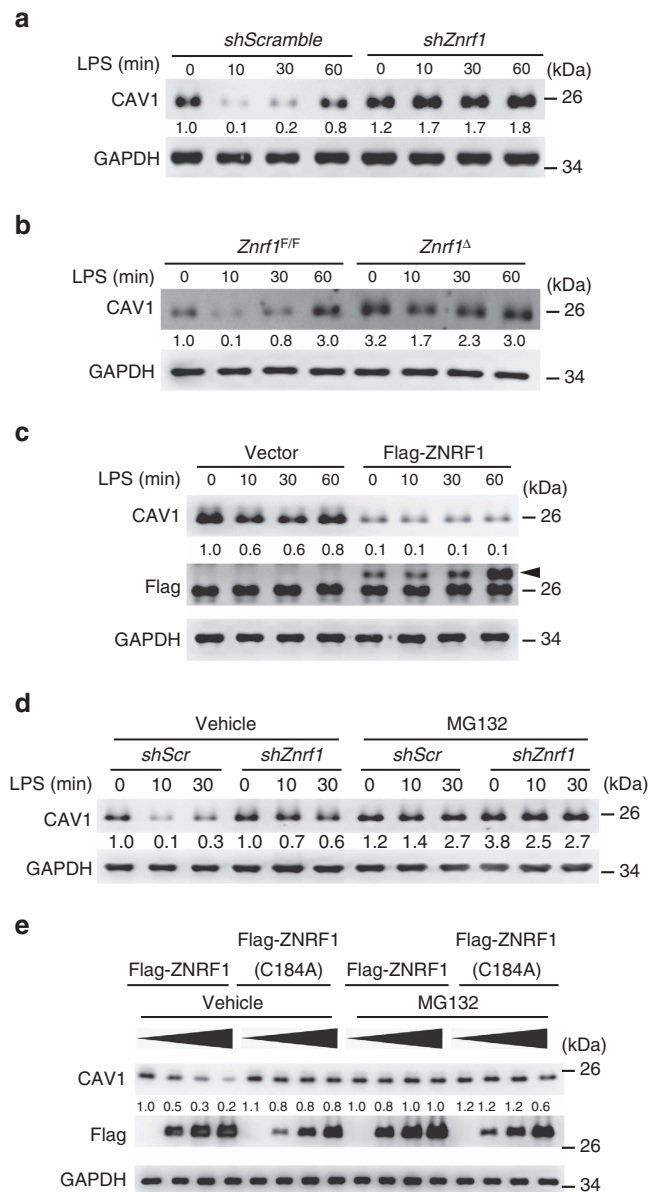 a
shScramble shZnrf1
LPS (min) 0 10 30 60 0 10 30 60 (kDa)
CAV1 26
1.0 0.1 0.2 0.8 1.2 1.7 1.7 1.8
GAPDH 34
b
Znrf1F/F Znrf1Δ
LPS (min) 0 10 30 60 0 10 30 60 (kDa)
CAV1 26
1.0 0.1 0.8 3.0 3.2 1.7 2.3 3.0
GAPDH 34
c
Vector Flag-ZNRF1
LPS (min) 0 10 30 60 0 10 30 60 (kDa)
CAV1 26
1.0 0.6 0.6 0.8 0.1 0.1 0.1 0.1
Flag 26
GAPDH 34
d
Vehicle MG132
shScr shZnrf1 shScr shZnrf1
LPS (min) 0 10 30 0 10 30 0 10 30 0 10 30 (kDa)
CAV1 26
1.0 0.1 0.3 1.0 0.7 0.6 1.2 1.4 2.7 3.8 2.5 2.7
GAPDH 34
e
Flag-ZNRF1 Flag-ZNRF1
Flag-ZNRF1 (C184A) Flag-ZNRF1 (C184A)
Vehicle MG132
(kDa)
CAV1 26
1.0 0.5 0.3 0.2 1.1 0.8 0.8 0.8 1.0 0.8 1.0 1.0 1.2 1.2 1.2 0.6
Flag 26
GAPDH 34